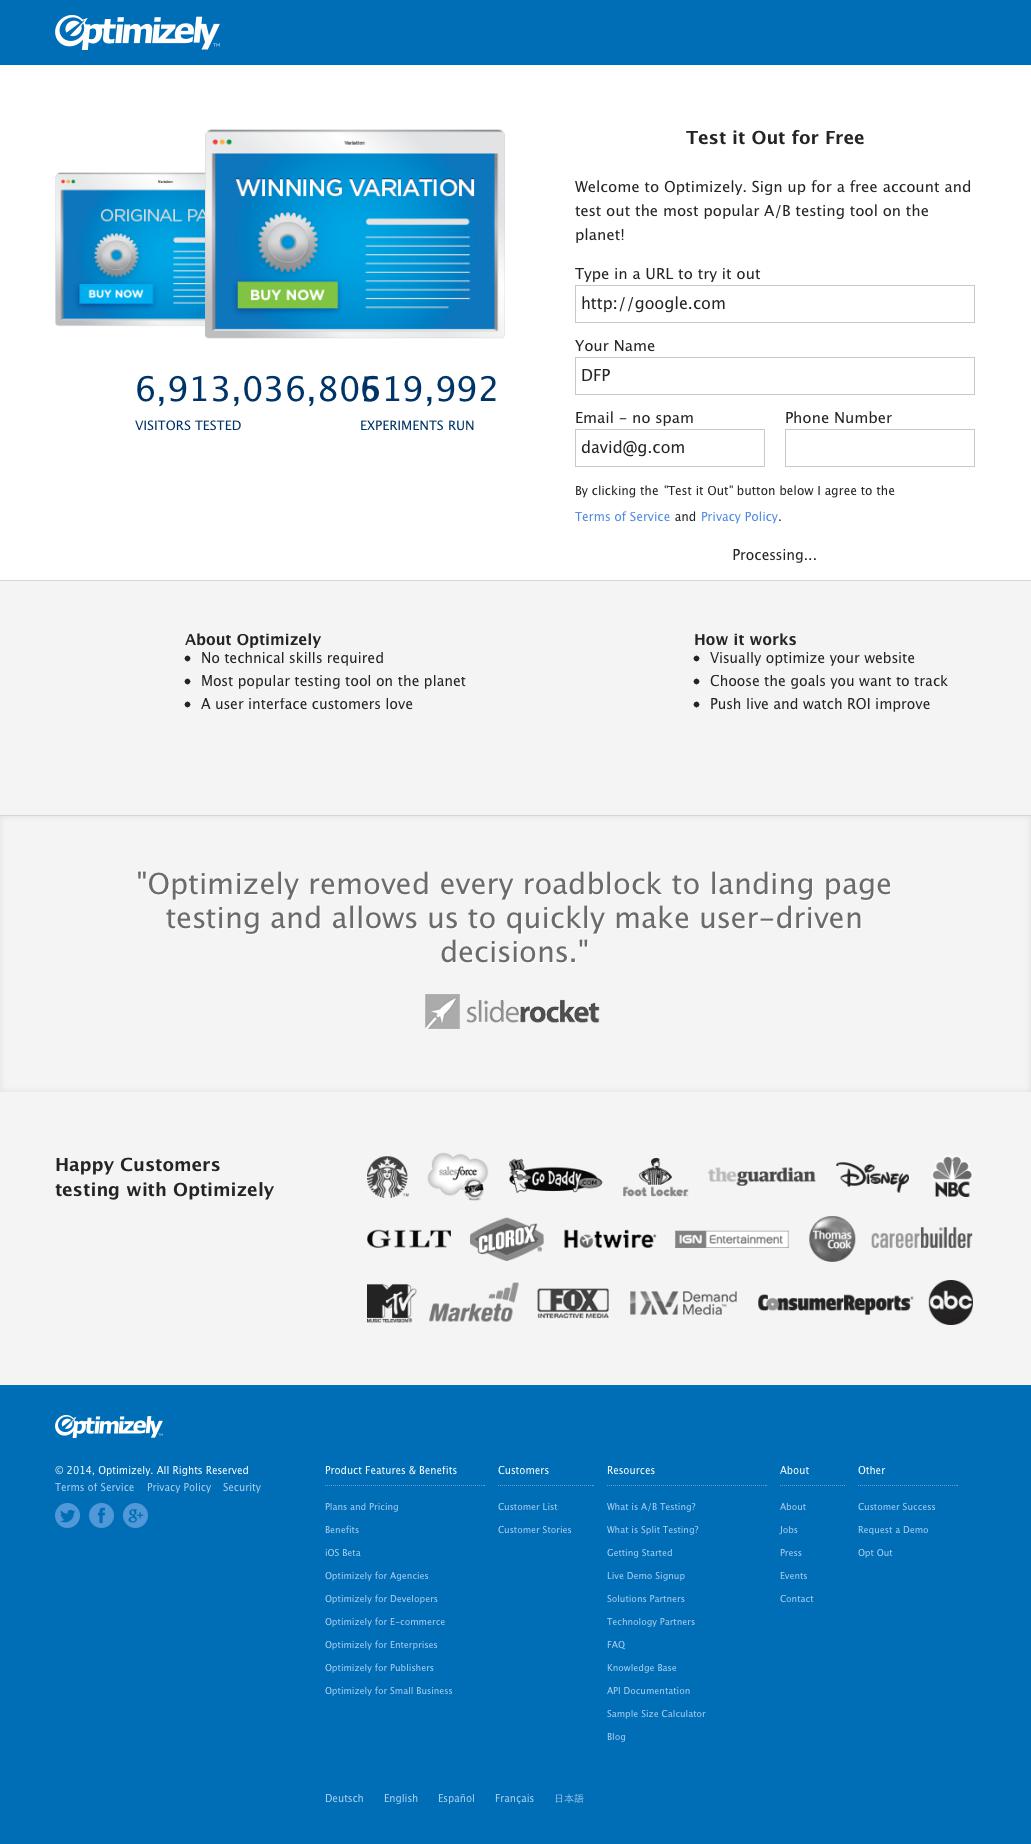 Optimizely™
Variation
ORIGINAL PA
BUY NOW
Variation
WINNING VARIATION
BUY NOW
6,913,036,80
519,992
VISITORS TESTED
EXPERIMENTS RUN
Test it Out for Free
Welcome to Optimizely. Sign up for a free account and
test out the most popular A/B testing tool on the
planet!
Type in a URL to try it out
http://google.com
Your Name
DFP
Email - no spam
Phone Number
david@g.com
By clicking the "Test it Out" button below I agree to the
Terms of Service and Privacy Policy.
Processing...
About Optimizely
• No technical skills required
• Most popular testing tool on the planet
• A user interface customers love
How it works
• Visually optimize your website
• Choose the goals you want to track
• Push live and watch ROI improve
"Optimizely removed every roadblock to landing page
testing and allows us to quickly make user-driven
decisions."
sliderocket
Happy Customers
testing with Optimizely
salesforce Go Daddy.COM Foot Locker theguardian Disney NBC
GILT CLOROX Hotwire IGN Entertainment Thomas Cook careerbuilder
MTV MUSIC TELEVISION Marketo FOX INTERACTIVE MEDIA Demand Media™ ConsumerReports abc
Optimizely
© 2014, Optimizely. All Rights Reserved
Terms of Service Privacy Policy Security
Product Features & Benefits
Plans and Pricing
Benefits
iOS Beta
Optimizely for Agencies
Optimizely for Developers
Optimizely for E-commerce
Optimizely for Enterprises
Optimizely for Publishers
Optimizely for Small Business
Customers
Customer List
Customer Stories
Resources
What is A/B Testing?
What is Split Testing?
Getting Started
Live Demo Signup
Solutions Partners
Technology Partners
FAQ
Knowledge Base
API Documentation
Sample Size Calculator
Blog
About
About
Jobs
Press
Events
Contact
Other
Customer Success
Request a Demo
Opt Out
Deutsch English Español Français 日本語